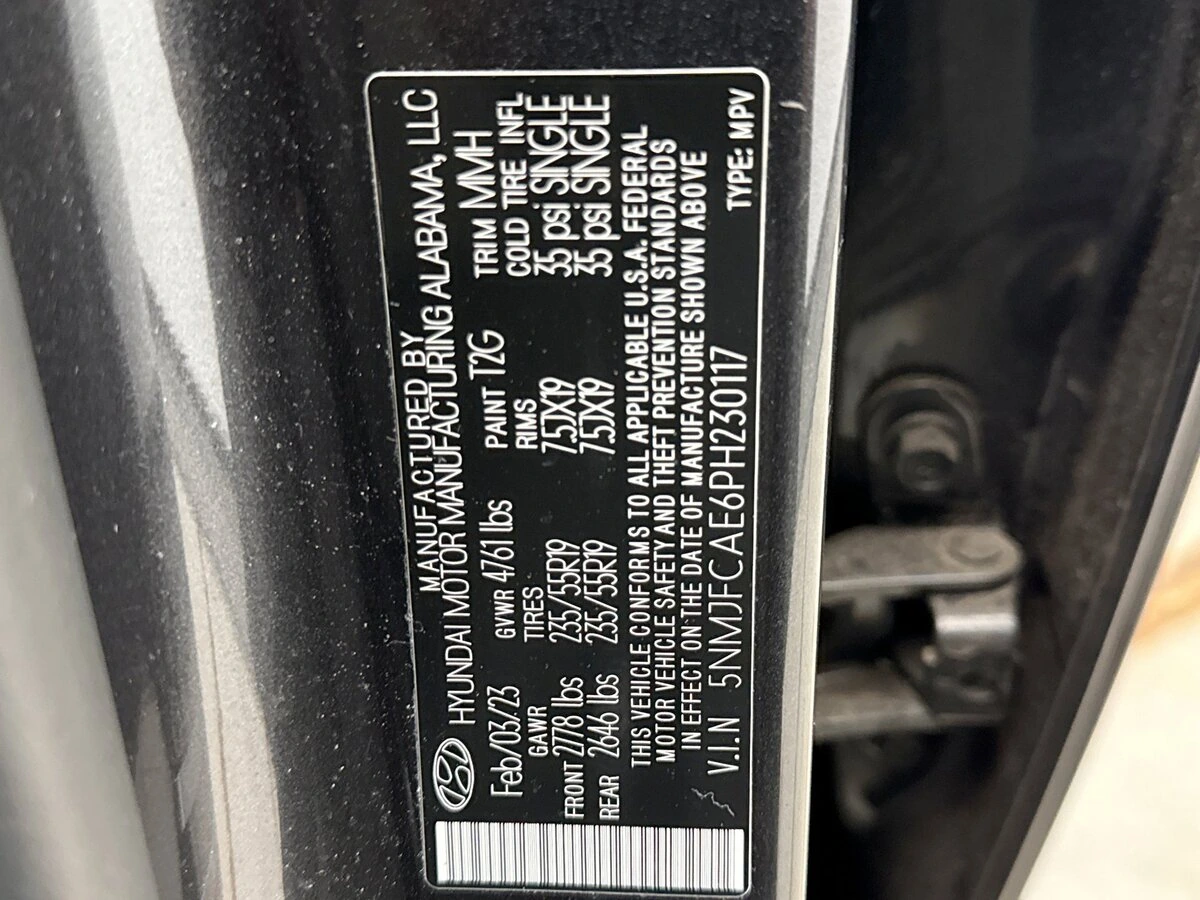 MANUFACTURED BY
HYUNDAI MOTOR MANUFACTURING ALABAMA, LLC
Feb/03/23 GVWR 4761 lbs PAINT T2G TRIM MMH
GAWR TIRES RIMS COLD TIRE INFL
FRONT 2778 lbs 235/55R19 7.5JX19 35 psi SINGLE
REAR 2646 lbs 235/55R19 7.5JX19 35 psi SINGLE
THIS VEHICLE CONFORMS TO ALL APPLICABLE U.S.A. FEDERAL
MOTOR VEHICLE SAFETY AND THEFT PREVENTION STANDARDS
IN EFFECT ON THE DATE OF MANUFACTURE SHOWN ABOVE
V.I.N 5NMJFCAE6PH230117 TYPE: MPV